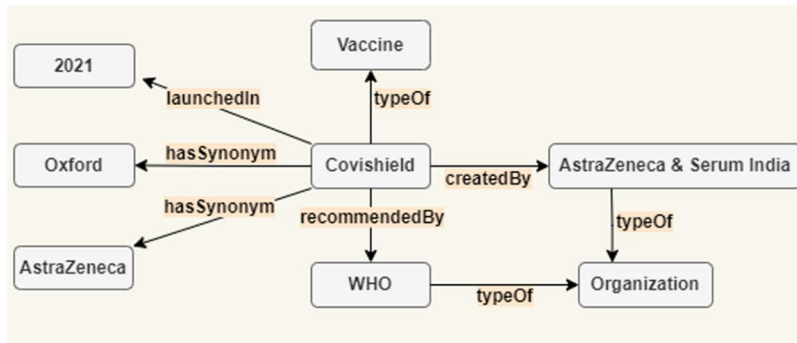 Vaccine
2021
launchedIn
typeOf
hasSynonym
Oxford
Covishield
createdBy
AstraZeneca & Serum India
hasSynonym
recommendedBy
typeOf
AstraZeneca
WHO
typeOf
Organization